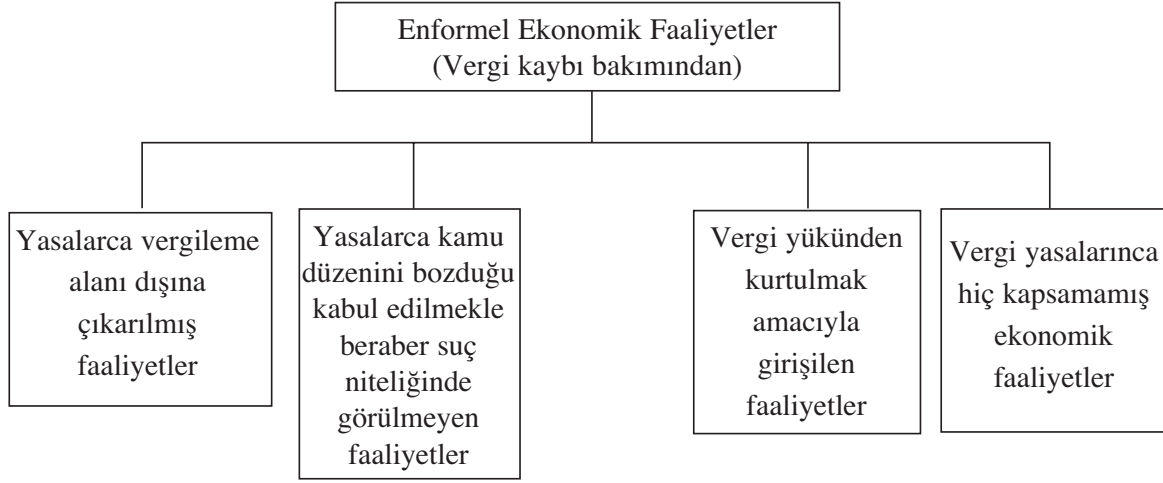 Enformel Ekonomik Faaliyetler
(Vergi kaybı bakımından)
Yasalarca vergileme
alanı dışına
çıkarılmış
faaliyetler
Yasalarca kamu
düzenini bozduğu
kabul edilmekle
beraber suç
niteliğinde
görülmeyen
faaliyetler
Vergi yükünden
kurtulmak
amacıyla
girişilen
faaliyetler
Vergi yasalarınca
hiç kapsamamış
ekonomik
faaliyetler